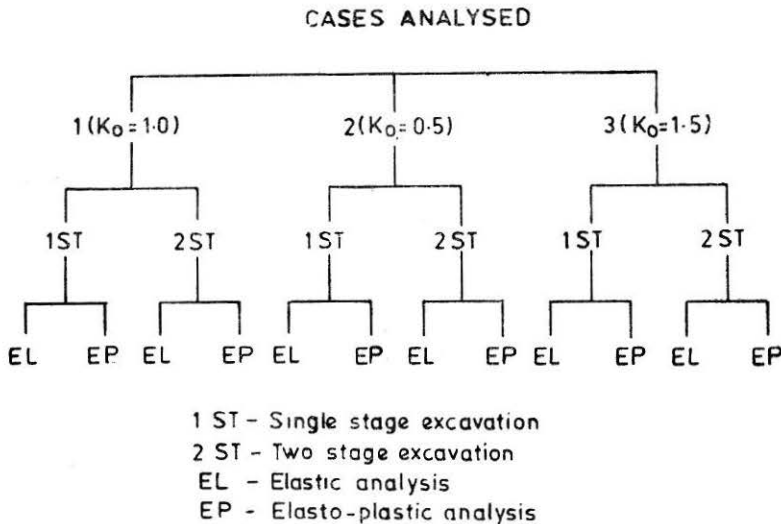 CASES ANALYSED
1(K₀=1·0) 2(K₀=0·5) 3(K₀=1·5)
1ST 2ST 1ST 2ST 1ST 2ST
EL EP EL EP EL EP EL EP EL EP EL EP
1 ST - Single stage excavation
2 ST - Two stage excavation
EL - Elastic analysis
EP - Elasto-plastic analysis